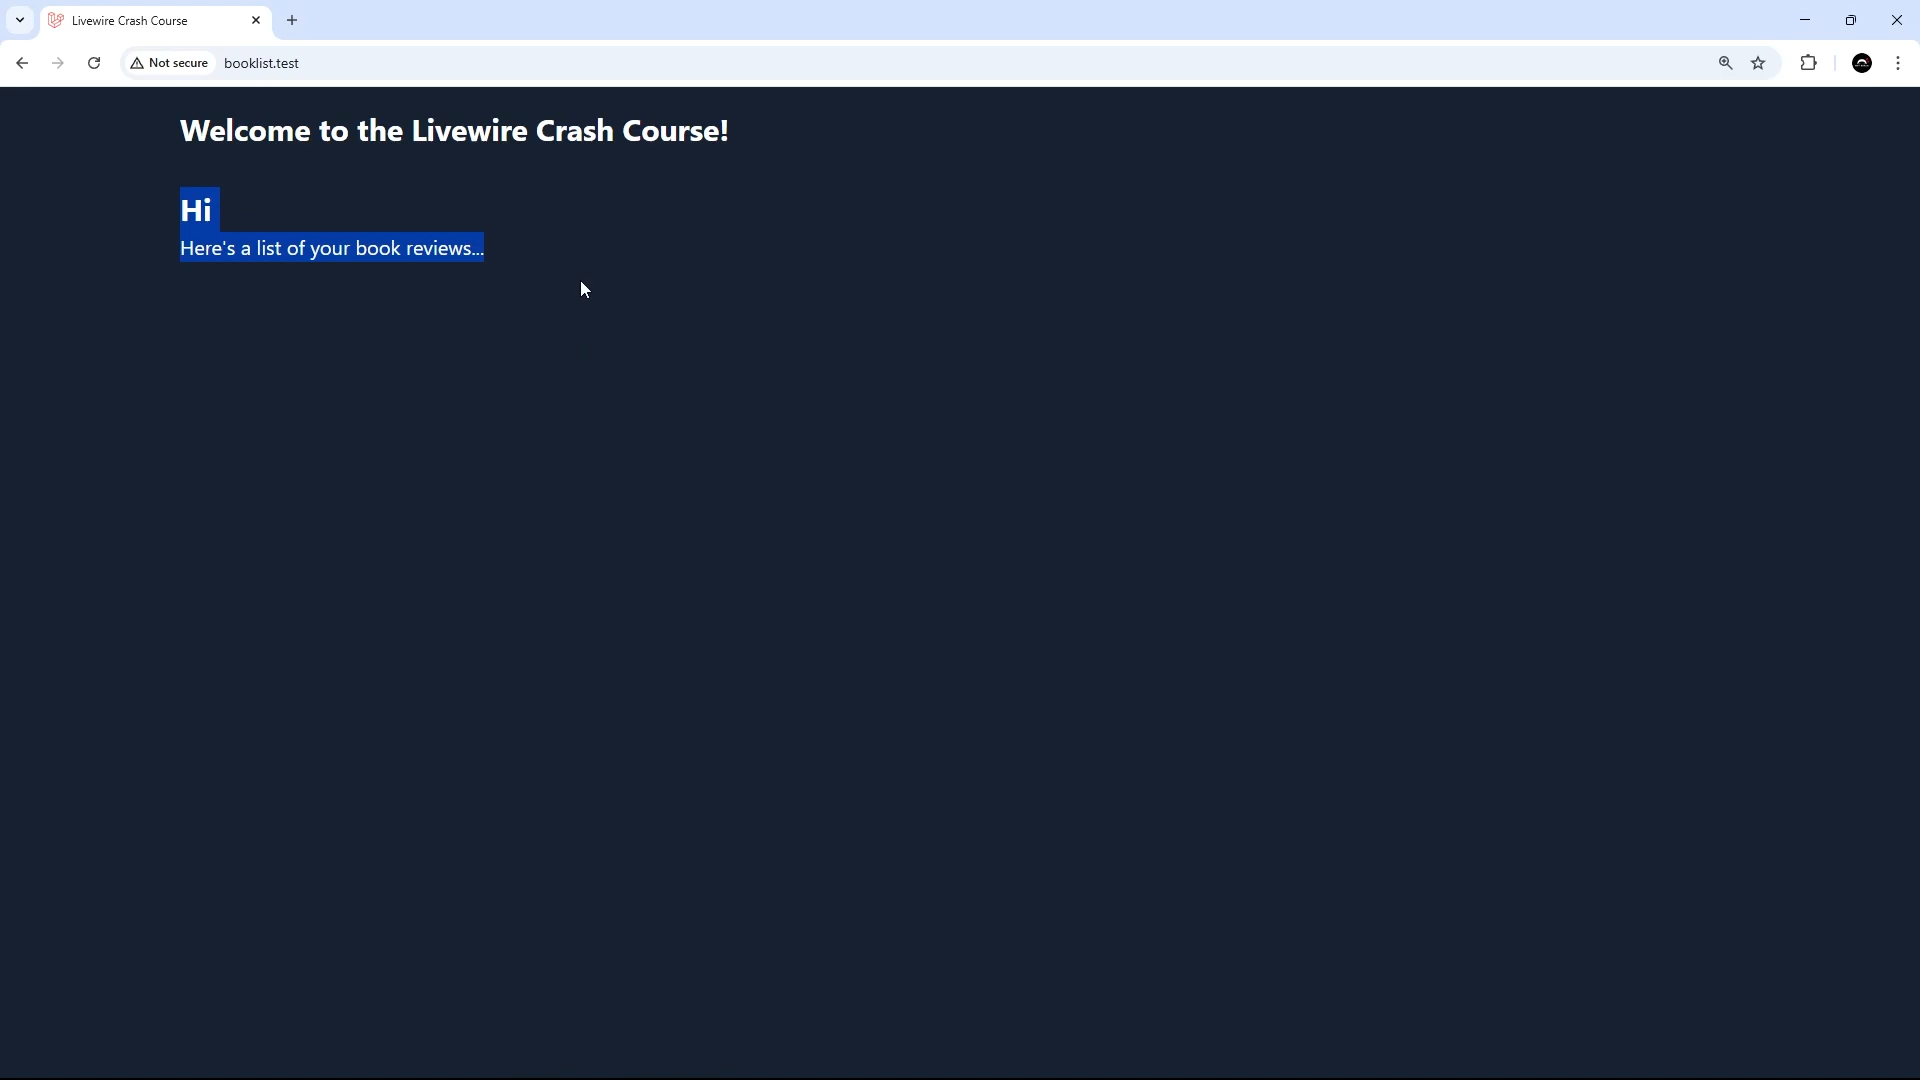 Livewire Crash Course
Not secure
booklist.test
Welcome to the Livewire Crash Course!
Hi
Here's a list of your book reviews...